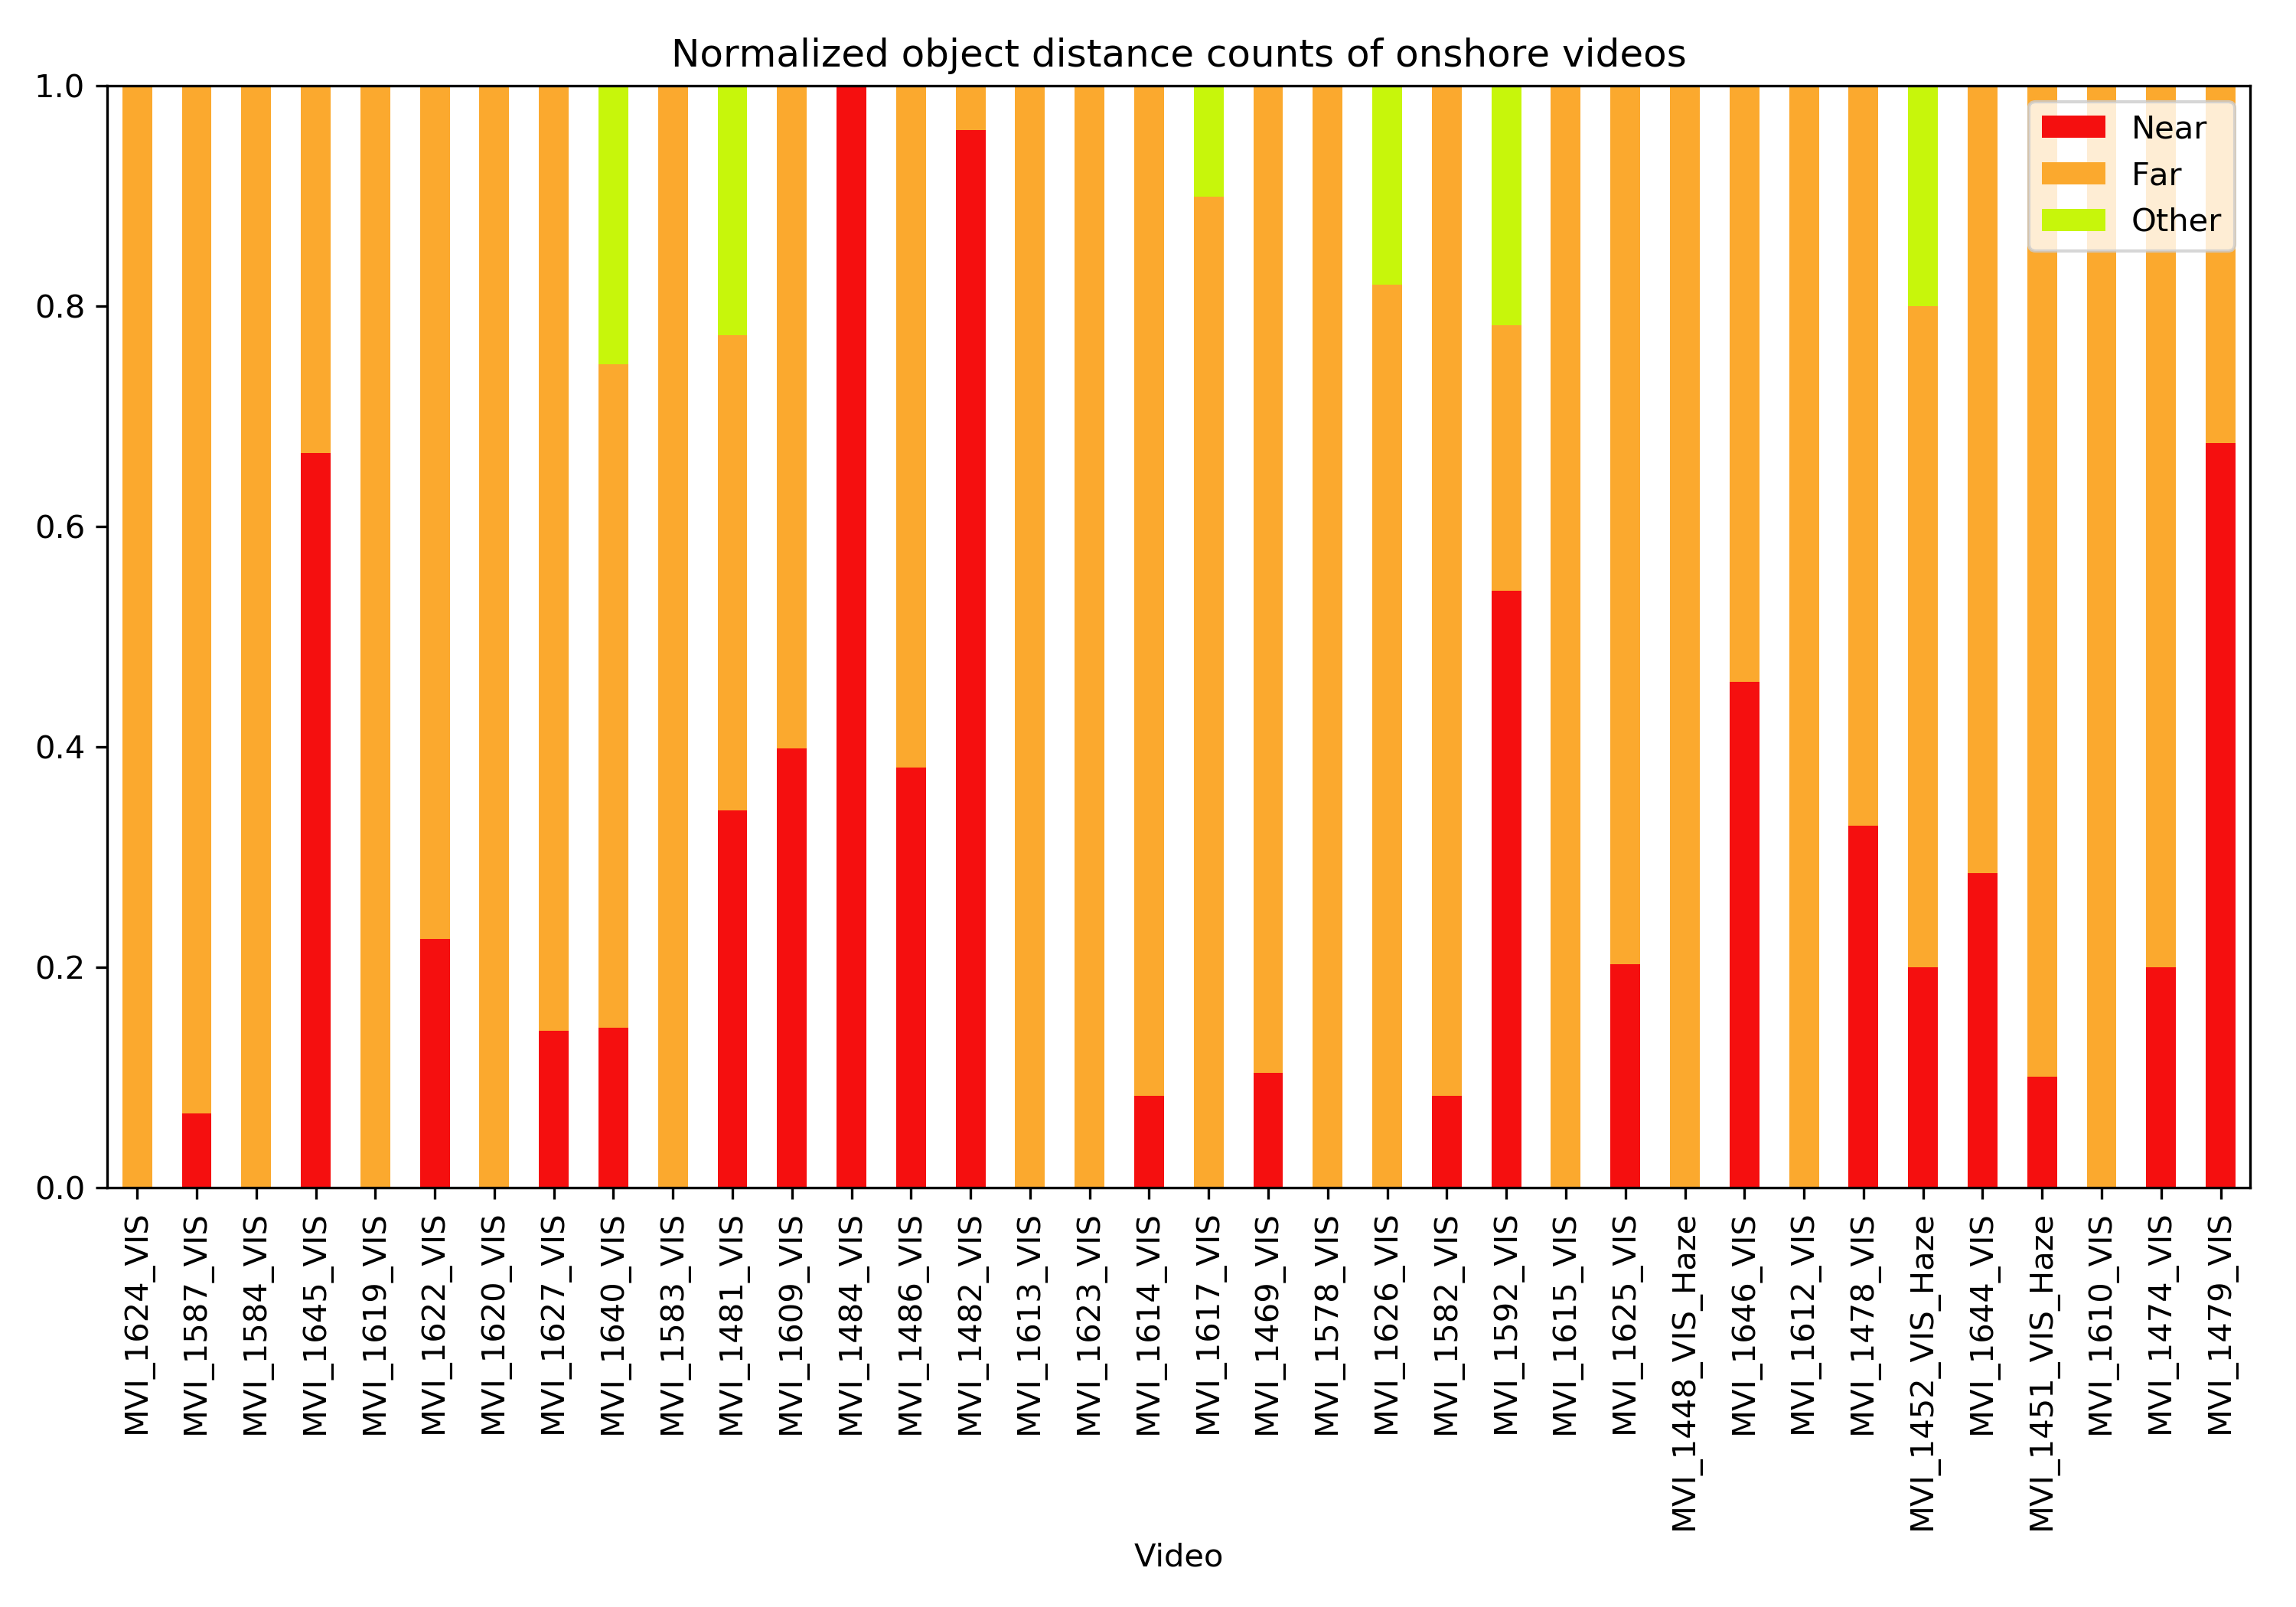 Normalized object distance counts of onshore videos
1.0
0.8
0.6
0.4
0.2
0.0
Near
Far
Other
MVI_1624_VIS
MVI_1587_VIS
MVI_1584_VIS
MVI_1645_VIS
MVI_1619_VIS
MVI_1622_VIS
MVI_1620_VIS
MVI_1627_VIS
MVI_1640_VIS
MVI_1583_VIS
MVI_1481_VIS
MVI_1609_VIS
MVI_1484_VIS
MVI_1486_VIS
MVI_1482_VIS
MVI_1613_VIS
MVI_1623_VIS
MVI_1614_VIS
MVI_1617_VIS
MVI_1469_VIS
MVI_1578_VIS
MVI_1626_VIS
MVI_1582_VIS
MVI_1592_VIS
MVI_1615_VIS
MVI_1625_VIS
MVI_1448_VIS_Haze
MVI_1646_VIS
MVI_1612_VIS
MVI_1478_VIS
MVI_1452_VIS_Haze
MVI_1644_VIS
MVI_1451_VIS_Haze
MVI_1610_VIS
MVI_1474_VIS
MVI_1479_VIS
Video